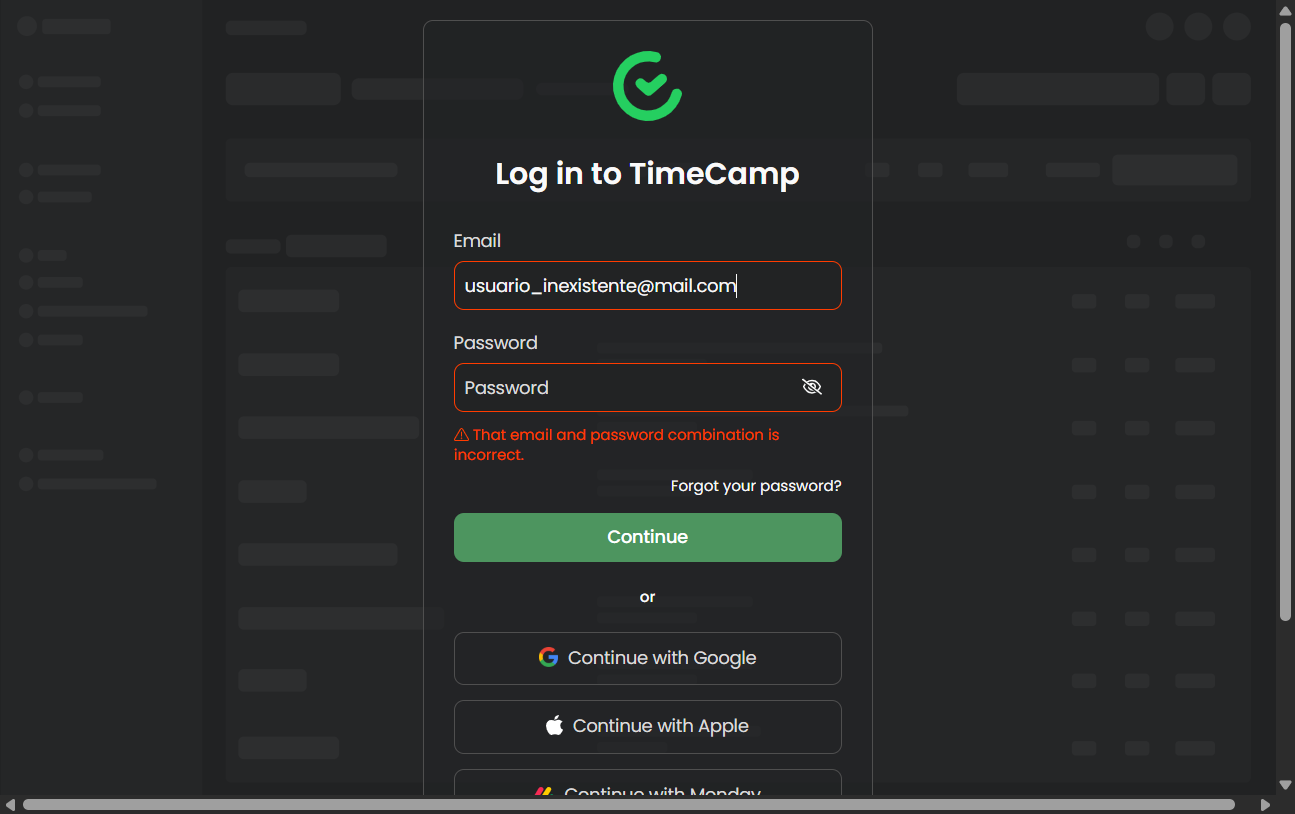 Log in to TimeCamp
Email
usuario_inexistente@mail.com
Password
Password
That email and password combination is
incorrect.
Forgot your password?
Continue
or
Continue with Google
Continue with Apple
Continue with Monday